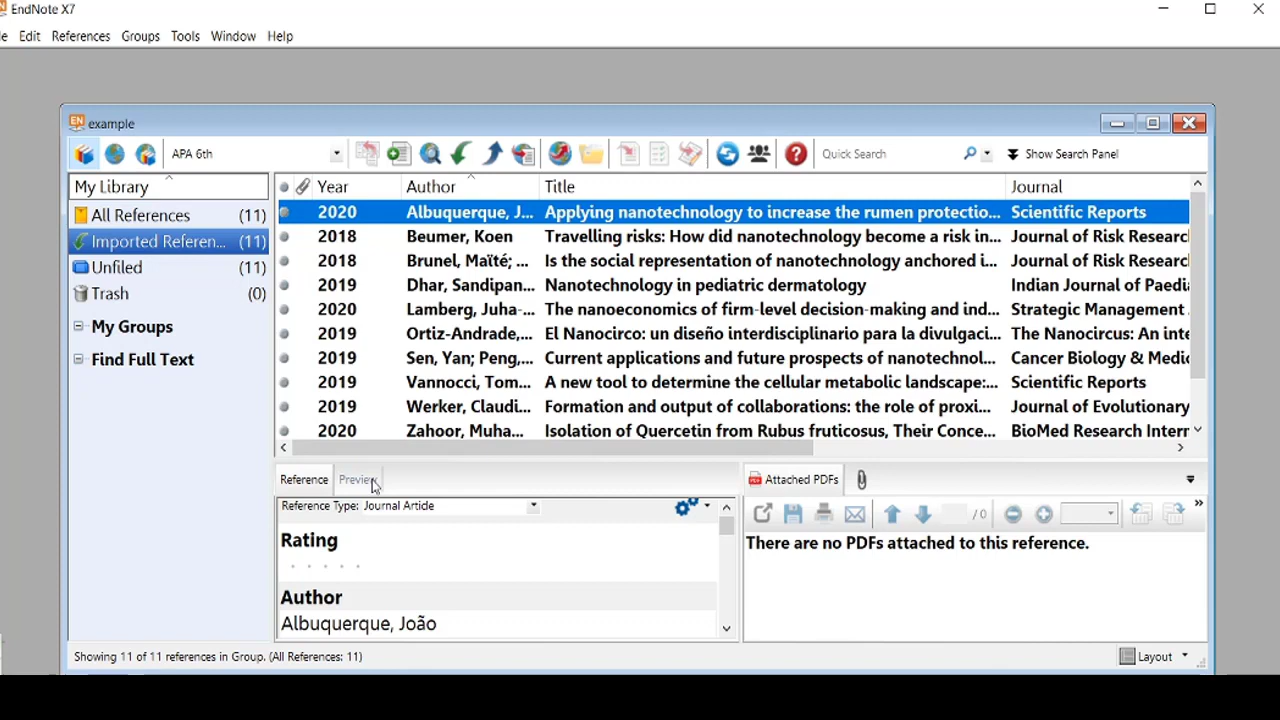 EndNote X7
Edit References Groups Tools Window Help
example
APA 6th Quick Search Show Search Panel
My Library
All References (11)
Imported Referen... (11)
Unfiled (11)
Trash (0)
My Groups
Find Full Text
Year Author Title Journal
2020 Albuquerque, J... Applying nanotechnology to increase the rumen protectio... Scientific Reports
2018 Beumer, Koen Travelling risks: How did nanotechnology become a risk in... Journal of Risk Research
2018 Brunel, Maïté; ... Is the social representation of nanotechnology anchored i... Journal of Risk Research
2019 Dhar, Sandipan... Nanotechnology in pediatric dermatology Indian Journal of Paedi
2020 Lamberg, Juha-... The nanoeconomics of firm-level decision-making and ind... Strategic Management
2019 Ortiz-Andrade,... El Nanocirco: un diseño interdisciplinario para la divulgaci... The Nanocircus: An inte
2019 Sen, Yan; Peng,... Current applications and future prospects of nanotechnol... Cancer Biology & Medic
2019 Vannocci, Tom... A new tool to determine the cellular metabolic landscape:... Scientific Reports
2019 Werker, Claudi... Formation and output of collaborations: the role of proxi... Journal of Evolutionary
2020 Zahoor, Muha... Isolation of Quercetin from Rubus fruticosus, Their Conce... BioMed Research Intern
Reference Preview
Reference Type: Journal Article
Rating
Author
Albuquerque, João
Attached PDFs
/0
There are no PDFs attached to this reference.
Showing 11 of 11 references in Group. (All References: 11)
Layout